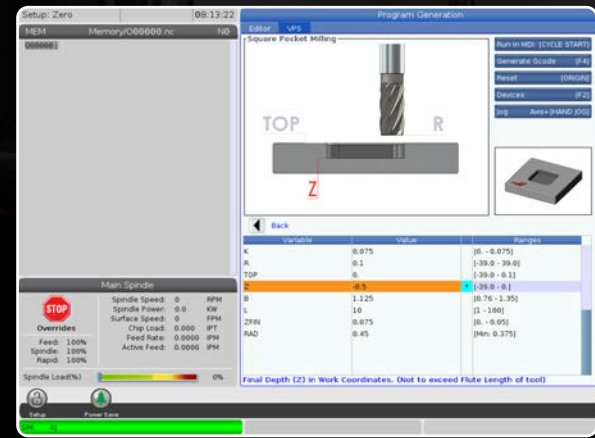 Setup: Zero
08:13:22
Program Generation
MEM
Memory/O00000.nc
N0
O00000;
Editor
VPS
Square Pocket Milling
TOP
R
Z
Run in MDI [CYCLE START]
Generate Gcode [F4]
Reset [ORIGIN]
Devices [F2]
Jog Axis+[HAND JOG]
Back
Variable Value Ranges
K 0.075 [0. - 0.075]
R 0.1 [-39.0 - 39.0]
TOP 0. [-39.0 - 0.1]
Z -0.5 * [-39.0 - 0.]
B 1.125 [0.76 - 1.35]
L 10 [1 - 100]
ZFIN 0.075 [0. - 0.05]
RAD 0.45 [Min: 0.375]
Final Depth (Z) in Work Coordinates. (Not to exceed Flute Length of tool)
Main Spindle
STOP
Overrides
Feed: 100%
Spindle: 100%
Rapid: 100%
Spindle Speed: 0 RPM
Spindle Power: 0.0 KW
Surface Speed: 0 FPM
Chip Load: 0.000 IPT
Feed Rate: 0.0000 IPM
Active Feed: 0.0000 IPM
Spindle Load(%)
0%
Setup
Power Save